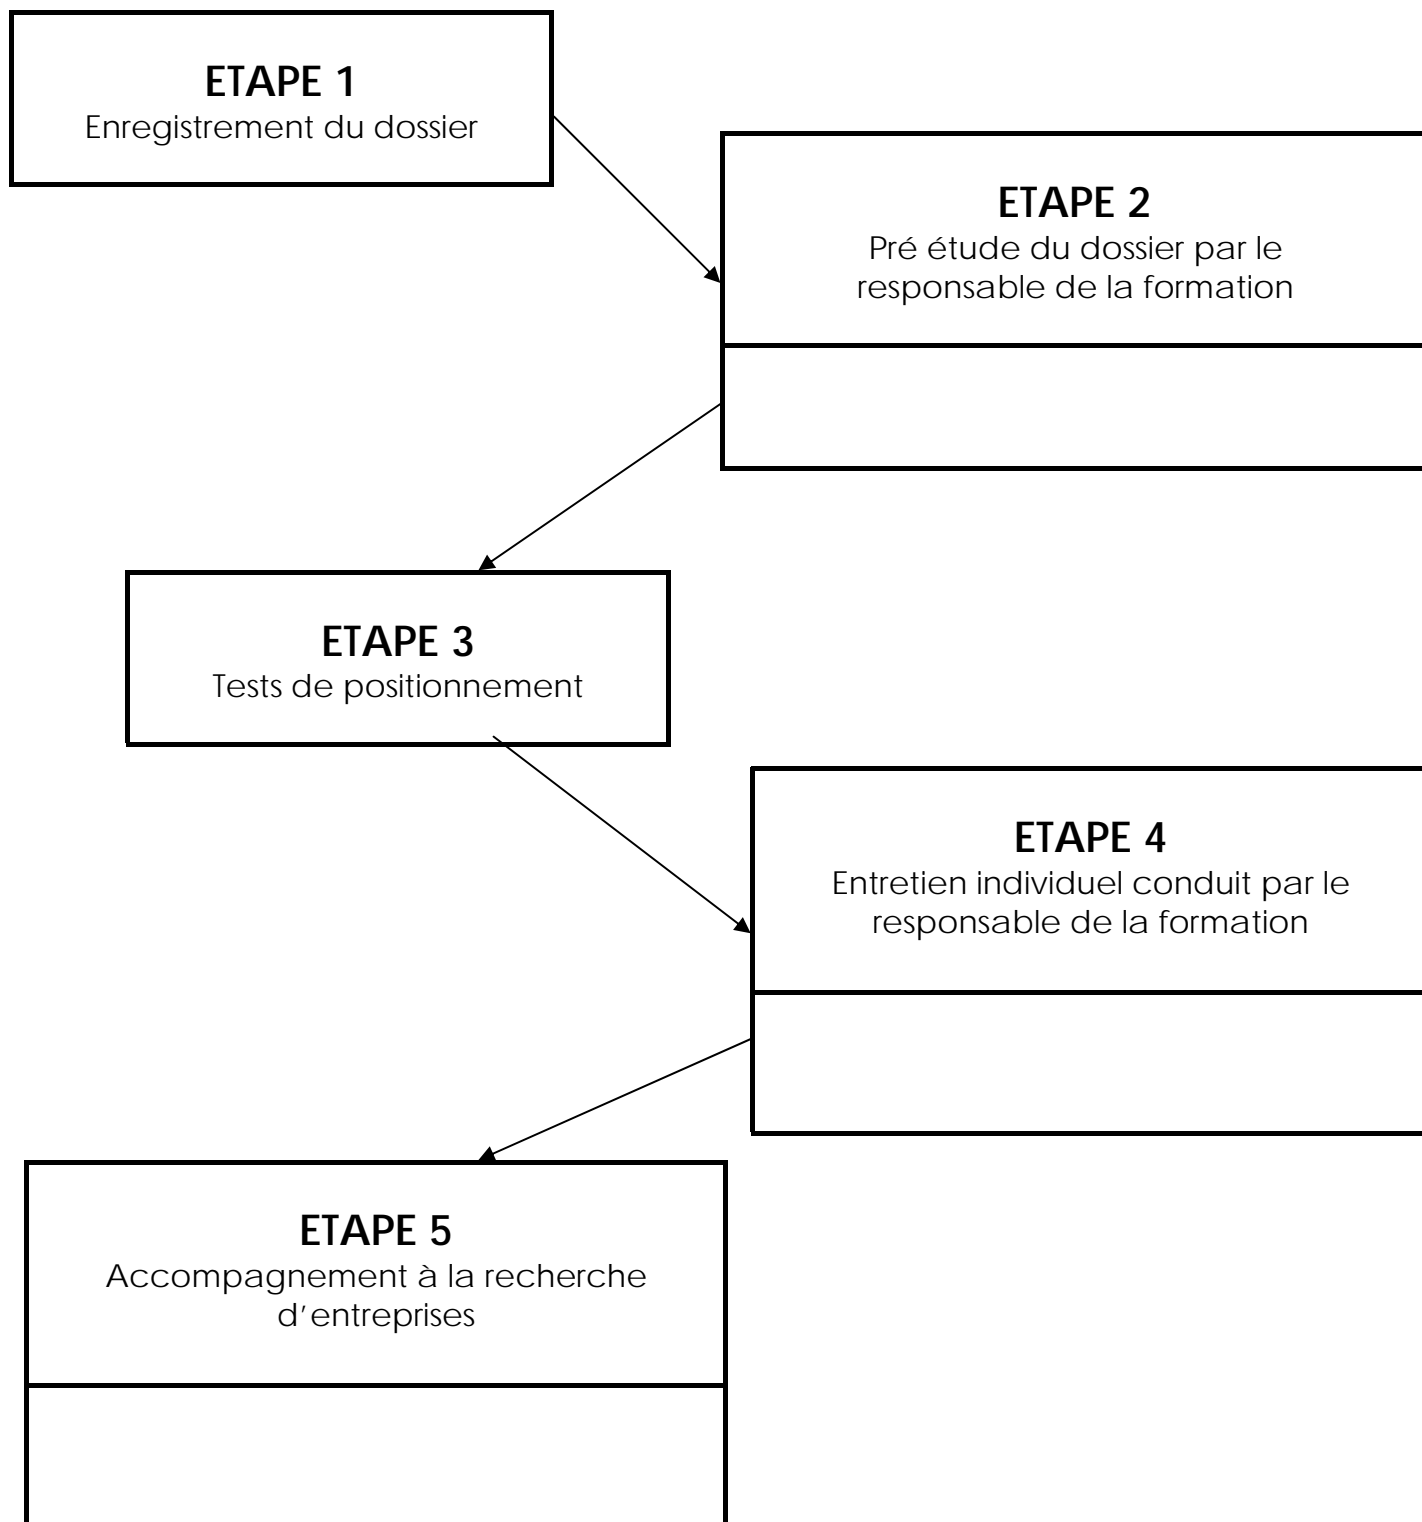 ETAPE 1
Enregistrement du dossier
ETAPE 2
Pré étude du dossier par le
responsable de la formation
ETAPE 3
Tests de positionnement
ETAPE 4
Entretien individuel conduit par le
responsable de la formation
ETAPE 5
Accompagnement à la recherche
d’entreprises